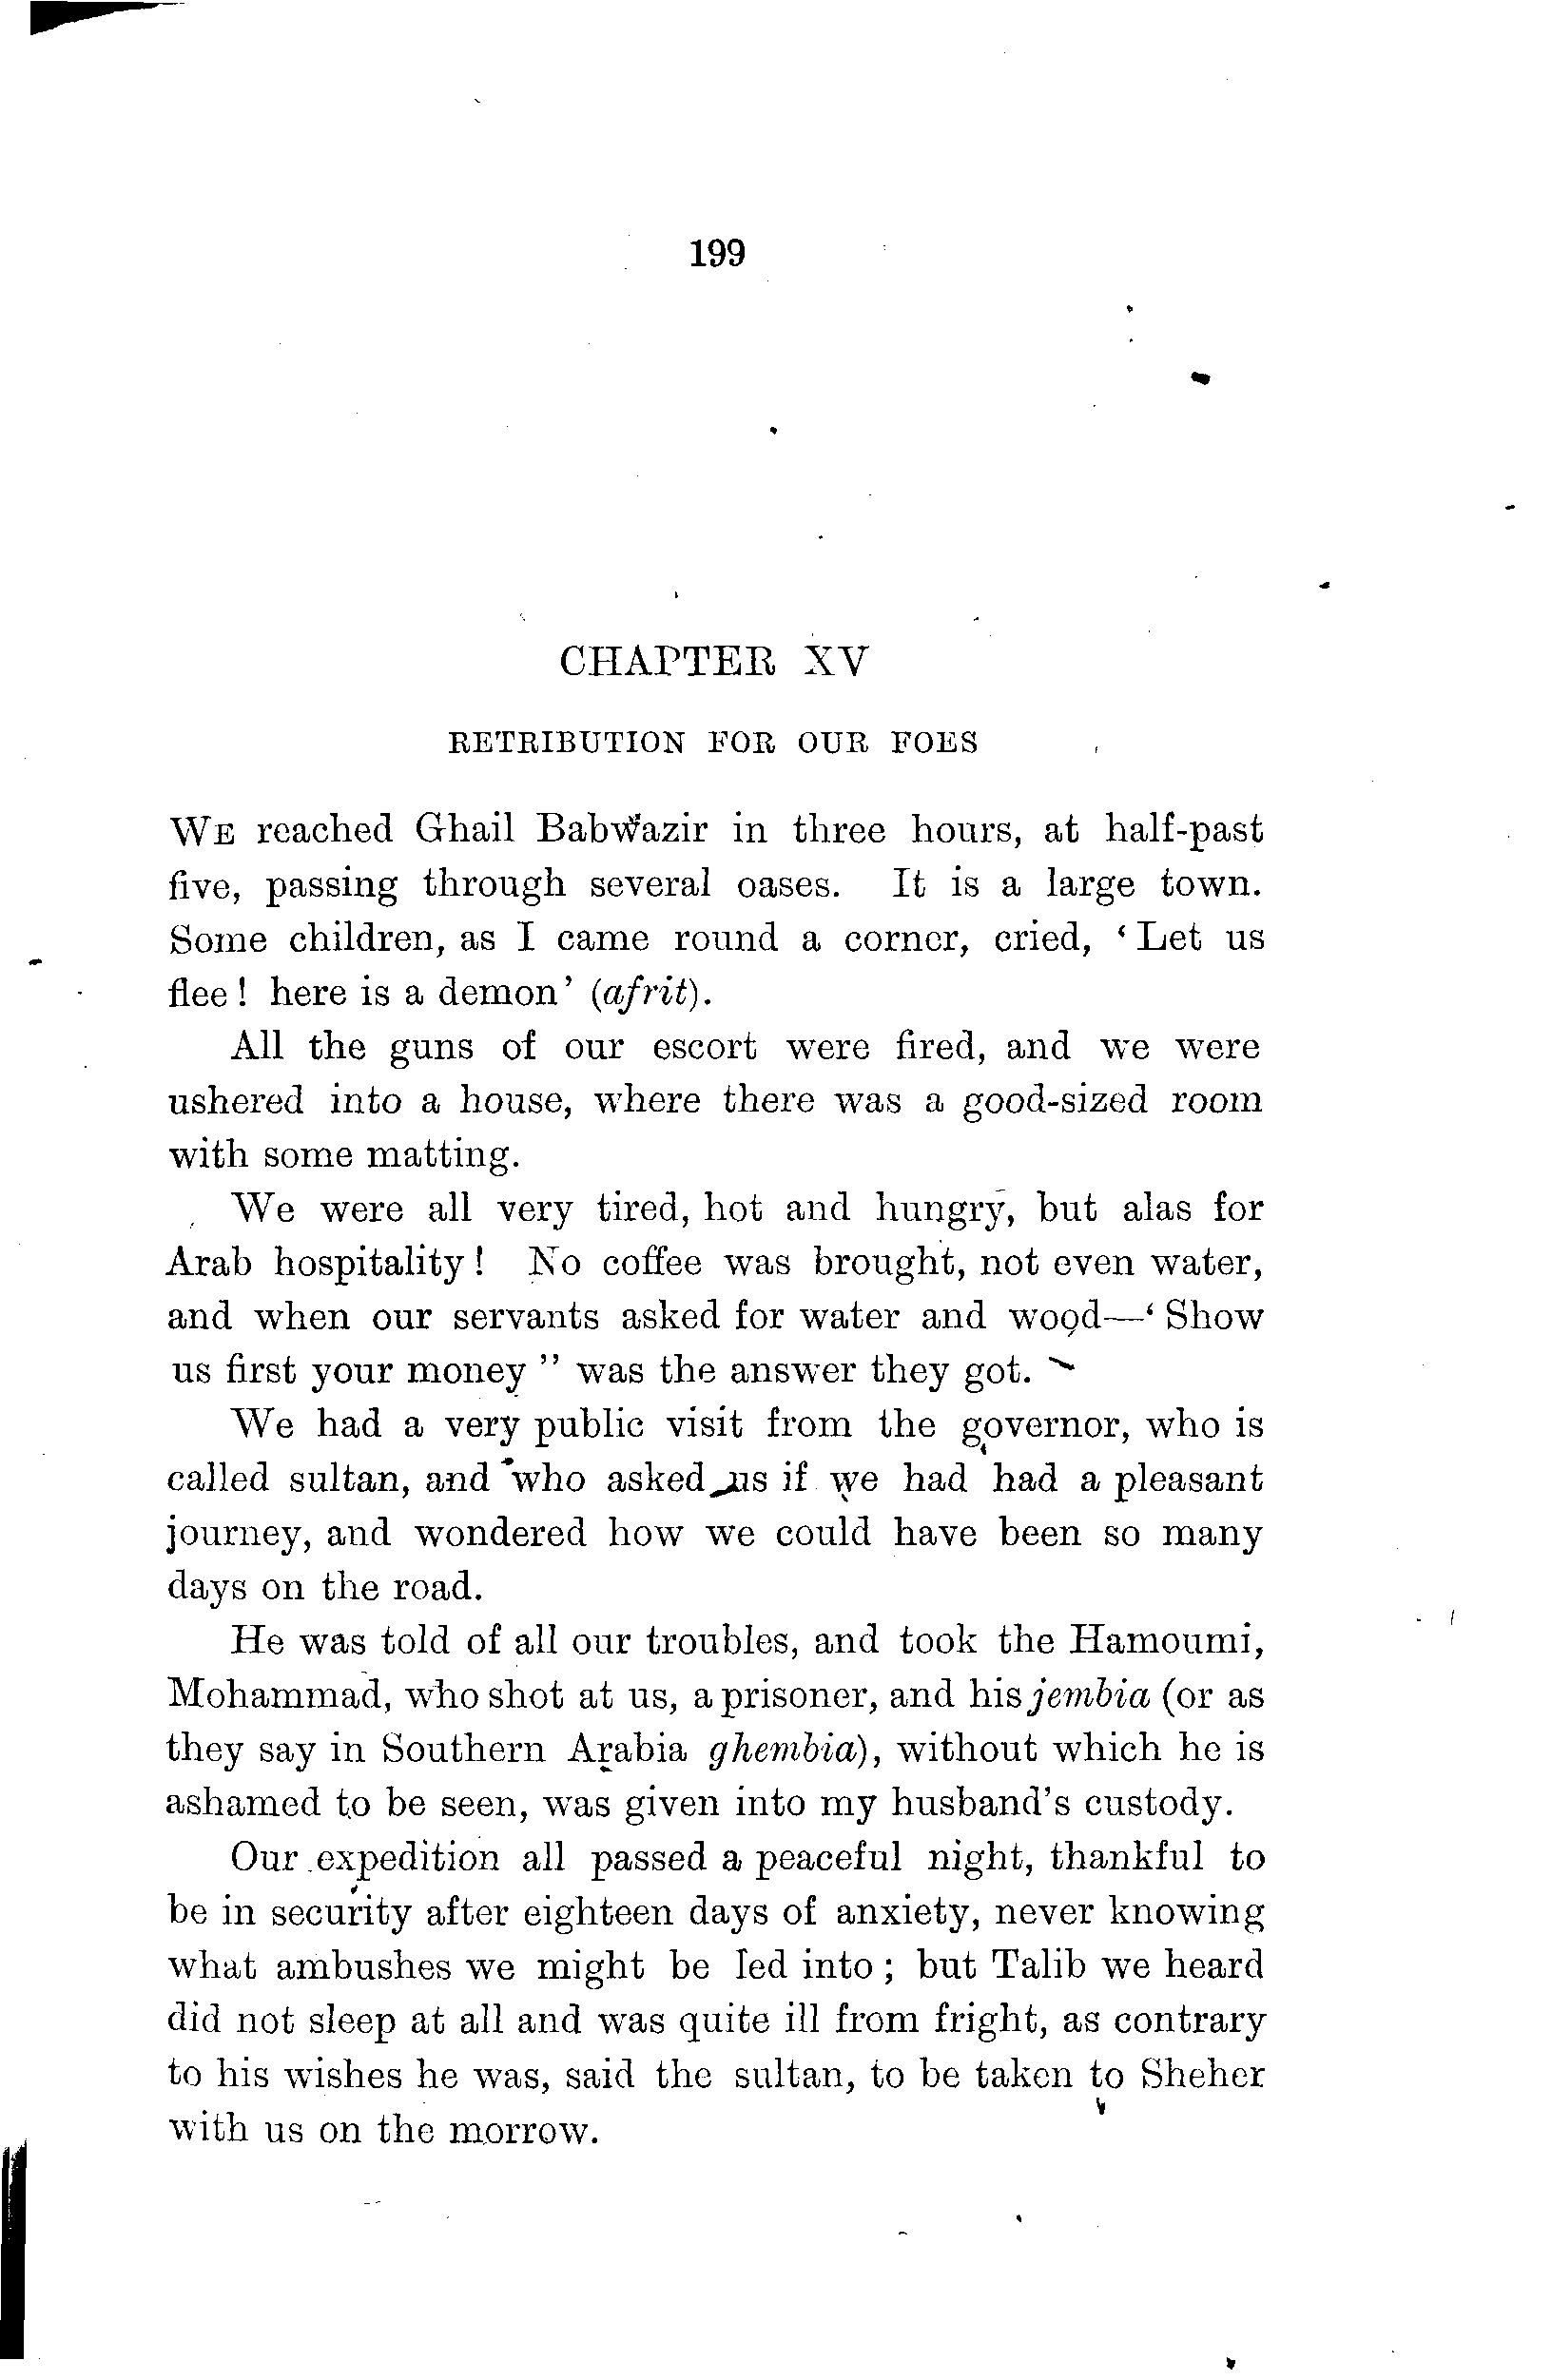 199
CHAPTER XV
RETRIBUTION FOR OUR FOES
WE reached Ghail Babwazir in three hours, at half-past
five, passing through several oases. It is a large town.
Some children, as I came round a corner, cried, ‘Let us
flee! here is a demon’ (afrit).
All the guns of our escort were fired, and we were
ushered into a house, where there was a good-sized room
with some matting.
We were all very tired, hot and hungry, but alas for
Arab hospitality! No coffee was brought, not even water,
and when our servants asked for water and wood—‘Show
us first your money” was the answer they got.
We had a very public visit from the governor, who is
called sultan, and who asked us if we had had a pleasant
journey, and wondered how we could have been so many
days on the road.
He was told of all our troubles, and took the Hamoumi,
Mohammad, who shot at us, a prisoner, and his jembia (or as
they say in Southern Arabia ghembia), without which he is
ashamed to be seen, was given into my husband's custody.
Our expedition all passed a peaceful night, thankful to
be in security after eighteen days of anxiety, never knowing
what ambushes we might be led into; but Talib we heard
did not sleep at all and was quite ill from fright, as contrary
to his wishes he was, said the sultan, to be taken to Sheher
with us on the morrow.